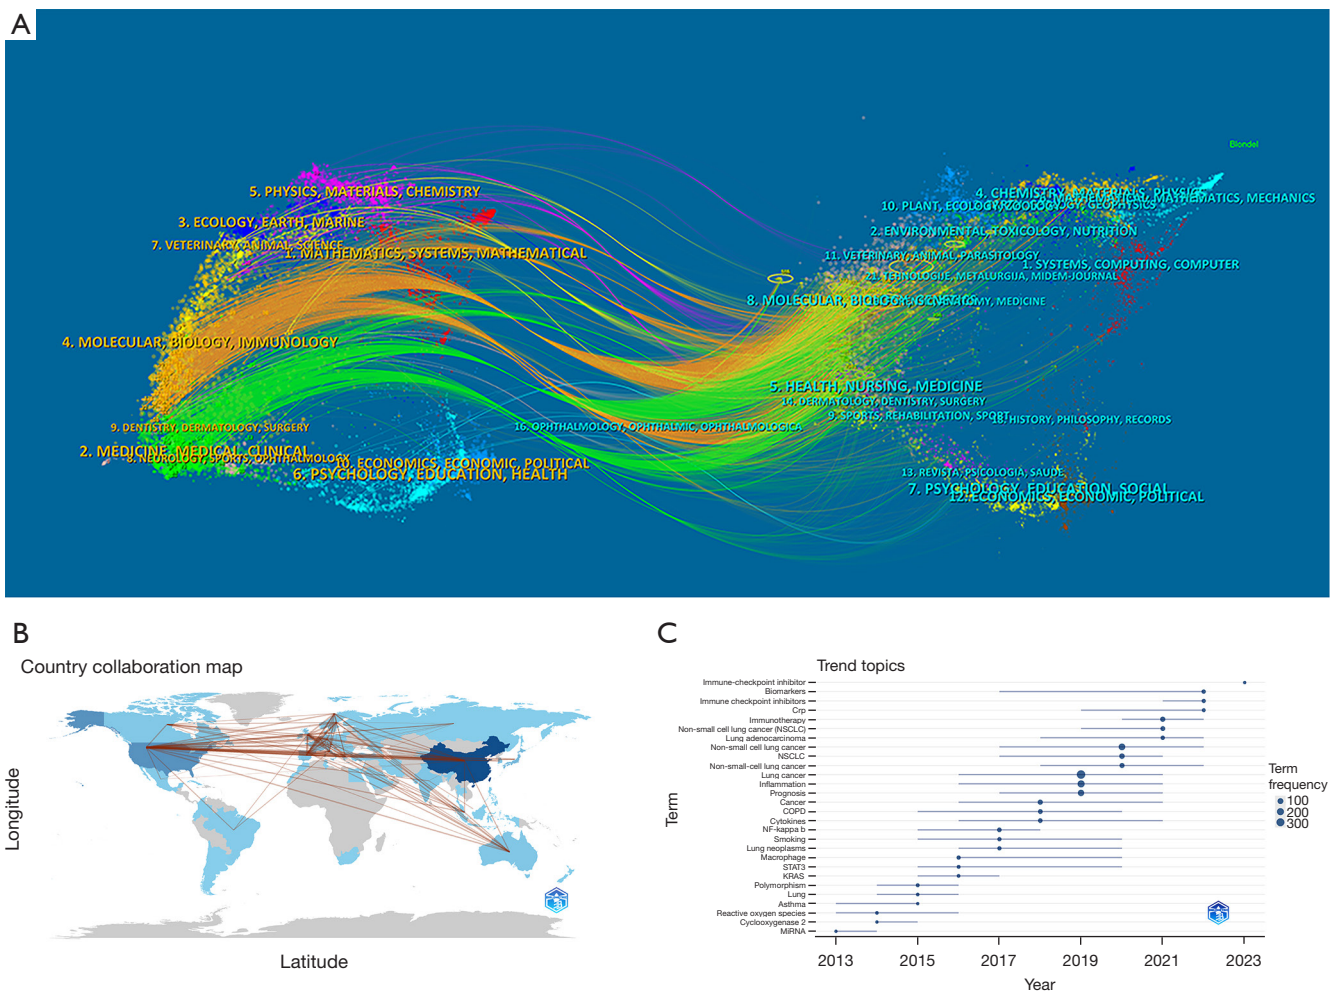 A
Blondel
5. PHYSICS, MATERIALS, CHEMISTRY
3. ECOLOGY, EARTH, MARINE
7. VETERINARY, ANIMAL, SCIENCE
1. MATHEMATICS, SYSTEMS, MATHEMATICAL
4. MOLECULAR, BIOLOGY, IMMUNOLOGY
9. DENTISTRY, DERMATOLOGY, SURGERY
2. MEDICINE, MEDICAL, CLINICAL
8. NEUROLOGY, SPORTS, OPHTHALMOLOGY
10. ECONOMICS, ECONOMIC, POLITICAL
6. PSYCHOLOGY, EDUCATION, HEALTH
4. CHEMISTRY, MATERIALS, PHYSICS
MATHEMATICAL, MATHEMATICS, MECHANICS
10. PLANT, ECOLOGY, ZOOLOGY
GEOPHYSICS
2. ENVIRONMENTAL, TOXICOLOGY, NUTRITION
11. VETERINARY, ANIMAL, PARASITOLOGY
1. SYSTEMS, COMPUTING, COMPUTER
21. TEHNOLOGIJE, METALURGIJA, MIDEM-JOURNAL
8. MOLECULAR, BIOLOGY, GENETICS
ANATOMY, MEDICINE
5. HEALTH, NURSING, MEDICINE
14. DERMATOLOGY, DENTISTRY, SURGERY
9. SPORTS, REHABILITATION, SPORT
18. HISTORY, PHILOSOPHY, RECORDS
16. OPHTHALMOLOGY, OPHTHALMIC, OPHTHALMOLOGICA
13. REVISTA, PSICOLOGIA, SAUDE
7. PSYCHOLOGY, EDUCATION, SOCIAL
12. ECONOMICS, ECONOMIC, POLITICAL
B
Country collaboration map
Longitude
Latitude
C
Trend topics
Term
Immune-checkpoint inhibitor
Biomarkers
Immune checkpoint inhibitors
Crp
Immunotherapy
Non-small cell lung cancer (NSCLC)
Lung adenocarcinoma
Non-small cell lung cancer
NSCLC
Non-small-cell lung cancer
Lung cancer
Inflammation
Prognosis
Cancer
COPD
Cytokines
NF-kappa b
Smoking
Lung neoplasms
Macrophage
STAT3
KRAS
Polymorphism
Lung
Asthma
Reactive oxygen species
Cyclooxygenase 2
MiRNA
2013 2015 2017 2019 2021 2023
Year
Term
frequency
100
200
300